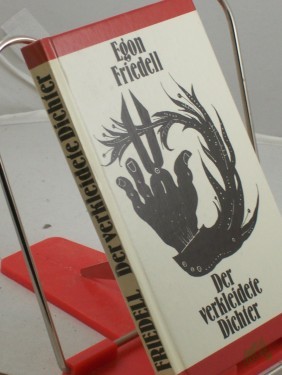 Egon
Friedell
Der
verkleidete
Dichter
FRIEDELL Der verkleidete Dichter